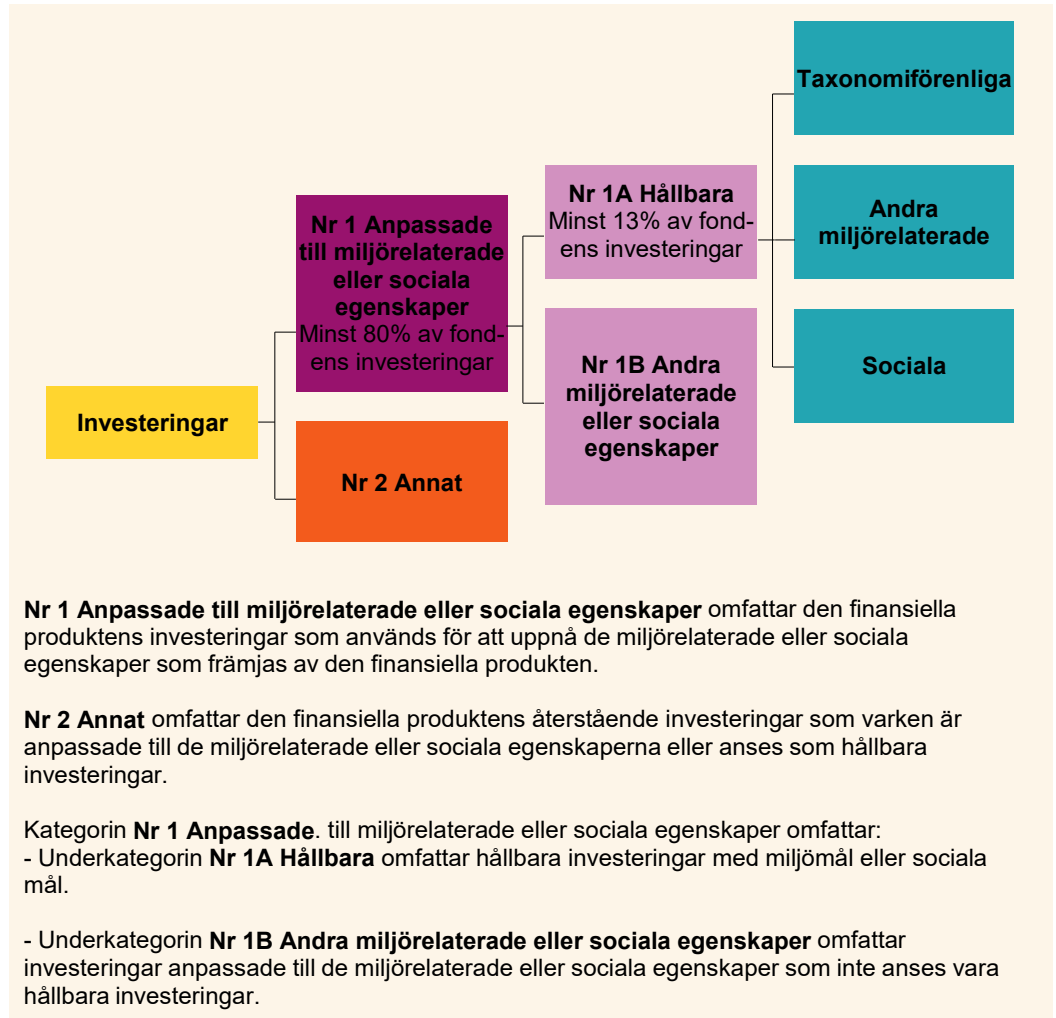 Taxonomiförenliga
Nr 1A Hållbara
Minst 13% av fond-
ens investeringar
Andra
miljörelaterade
Nr 1 Anpassade
till miljörelaterade
eller sociala
egenskaper
Minst 80% av fond-
ens investeringar
Nr 1B Andra
miljörelaterade
eller sociala
egenskaper
Sociala
Investeringar
Nr 2 Annat
Nr 1 Anpassade till miljörelaterade eller sociala egenskaper omfattar den finansiella
produktens investeringar som används för att uppnå de miljörelaterade eller sociala
egenskaper som främjas av den finansiella produkten.
Nr 2 Annat omfattar den finansiella produktens återstående investeringar som varken är
anpassade till de miljörelaterade eller sociala egenskaperna eller anses som hållbara
investeringar.
Kategorin Nr 1 Anpassade. till miljörelaterade eller sociala egenskaper omfattar:
- Underkategorin Nr 1A Hållbara omfattar hållbara investeringar med miljömål eller sociala
mål.
- Underkategorin Nr 1B Andra miljörelaterade eller sociala egenskaper omfattar
investeringar anpassade till de miljörelaterade eller sociala egenskaper som inte anses vara
hållbara investeringar.